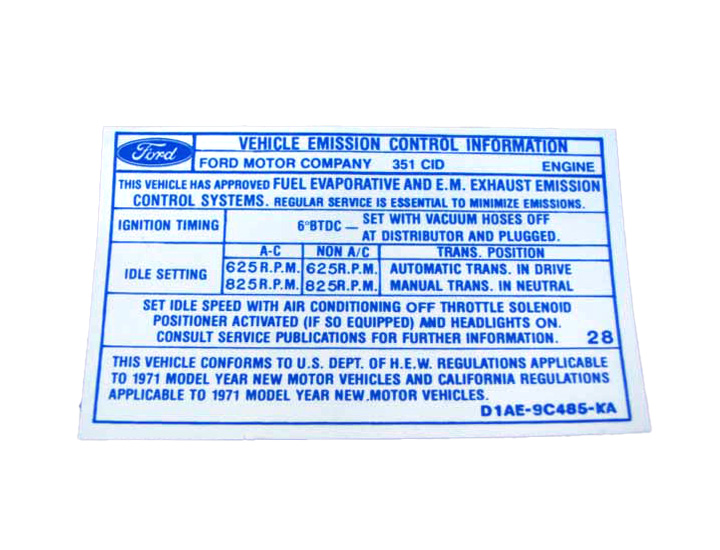 Ford
VEHICLE EMISSION CONTROL INFORMATION
FORD MOTOR COMPANY 351 CID ENGINE
THIS VEHICLE HAS APPROVED FUEL EVAPORATIVE AND E.M. EXHAUST EMISSION
CONTROL SYSTEMS. REGULAR SERVICE IS ESSENTIAL TO MINIMIZE EMISSIONS.
IGNITION TIMING 6°BTDC — SET WITH VACUUM HOSES OFF
AT DISTRIBUTOR AND PLUGGED.
A-C NON A/C TRANS. POSITION
IDLE SETTING
625 R.P.M. 625 R.P.M. AUTOMATIC TRANS. IN DRIVE
825 R.P.M. 825 R.P.M. MANUAL TRANS. IN NEUTRAL
SET IDLE SPEED WITH AIR CONDITIONING OFF THROTTLE SOLENOID
POSITIONER ACTIVATED (IF SO EQUIPPED) AND HEADLIGHTS ON.
CONSULT SERVICE PUBLICATIONS FOR FURTHER INFORMATION. 28
THIS VEHICLE CONFORMS TO U.S. DEPT. OF H.E.W. REGULATIONS APPLICABLE
TO 1971 MODEL YEAR NEW MOTOR VEHICLES AND CALIFORNIA REGULATIONS
APPLICABLE TO 1971 MODEL YEAR NEW.MOTOR VEHICLES.
D1AE-9C485-KA